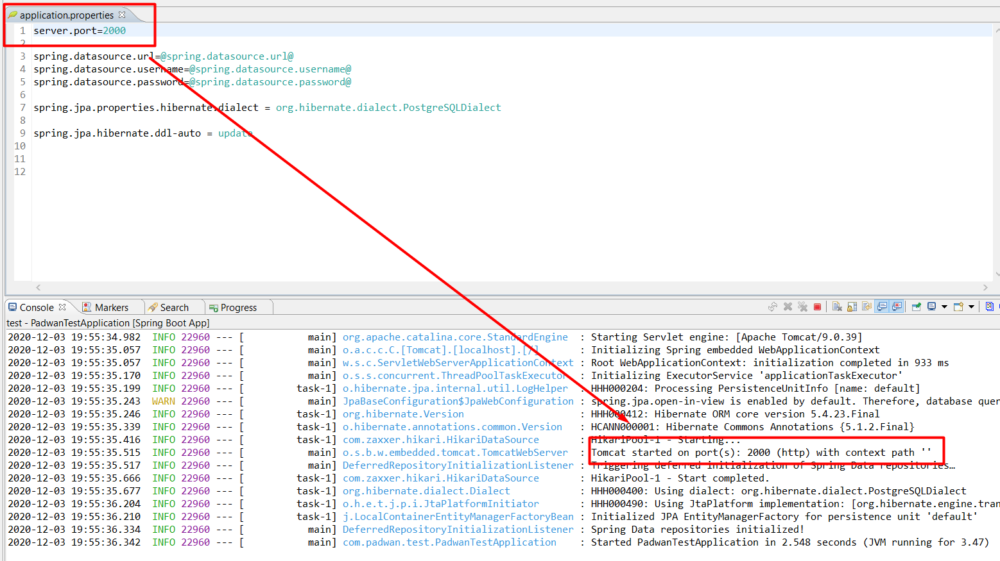 application.properties
1 server.port=2000
2
3 spring.datasource.url=@spring.datasource.url@
4 spring.datasource.username=@spring.datasource.username@
5 spring.datasource.password=@spring.datasource.password@
6
7 spring.jpa.properties.hibernate.dialect = org.hibernate.dialect.PostgreSQLDialect
8
9 spring.jpa.hibernate.ddl-auto = update
10
11
12
Console Markers Search Progress
test - PadwanTestApplication [Spring Boot App]
2020-12-03 19:55:34.982 INFO 22960 --- [ main] org.apache.catalina.core.StandardEngine : Starting Servlet engine: [Apache Tomcat/9.0.39]
2020-12-03 19:55:35.057 INFO 22960 --- [ main] o.a.c.c.C.[Tomcat].[localhost].[/] : Initializing Spring embedded WebApplicationContext
2020-12-03 19:55:35.057 INFO 22960 --- [ main] w.s.c.ServletWebServerApplicationContext : Root WebApplicationContext: initialization completed in 933 ms
2020-12-03 19:55:35.170 INFO 22960 --- [ main] o.s.s.concurrent.ThreadPoolTaskExecutor : Initializing ExecutorService 'applicationTaskExecutor'
2020-12-03 19:55:35.199 INFO 22960 --- [ task-1] o.hibernate.jpa.internal.util.LogHelper : HHH000204: Processing PersistenceUnitInfo [name: default]
2020-12-03 19:55:35.243 WARN 22960 --- [ main] JpaBaseConfiguration$JpaWebConfiguration : spring.jpa.open-in-view is enabled by default. Therefore, database quer
2020-12-03 19:55:35.246 INFO 22960 --- [ task-1] org.hibernate.Version : HHH000412: Hibernate ORM core version 5.4.23.Final
2020-12-03 19:55:35.339 INFO 22960 --- [ task-1] o.hibernate.annotations.common.Version : HCANN000001: Hibernate Commons Annotations {5.1.2.Final}
2020-12-03 19:55:35.416 INFO 22960 --- [ task-1] com.zaxxer.hikari.HikariDataSource : HikariPool-1 - Starting...
2020-12-03 19:55:35.515 INFO 22960 --- [ main] o.s.b.w.embedded.tomcat.TomcatWebServer : Tomcat started on port(s): 2000 (http) with context path ''
2020-12-03 19:55:35.517 INFO 22960 --- [ main] DeferredRepositoryInitializationListener : Triggering deferred initialization of Spring Data repositories…
2020-12-03 19:55:35.666 INFO 22960 --- [ task-1] com.zaxxer.hikari.HikariDataSource : HikariPool-1 - Start completed.
2020-12-03 19:55:35.677 INFO 22960 --- [ task-1] org.hibernate.dialect.Dialect : HHH000400: Using dialect: org.hibernate.dialect.PostgreSQLDialect
2020-12-03 19:55:36.204 INFO 22960 --- [ task-1] o.h.e.t.j.p.i.JtaPlatformInitiator : HHH000490: Using JtaPlatform implementation: [org.hibernate.engine.tran
2020-12-03 19:55:36.210 INFO 22960 --- [ task-1] j.LocalContainerEntityManagerFactoryBean : Initialized JPA EntityManagerFactory for persistence unit 'default'
2020-12-03 19:55:36.334 INFO 22960 --- [ main] DeferredRepositoryInitializationListener : Spring Data repositories initialized!
2020-12-03 19:55:36.342 INFO 22960 --- [ main] com.padwan.test.PadwanTestApplication : Started PadwanTestApplication in 2.548 seconds (JVM running for 3.47)